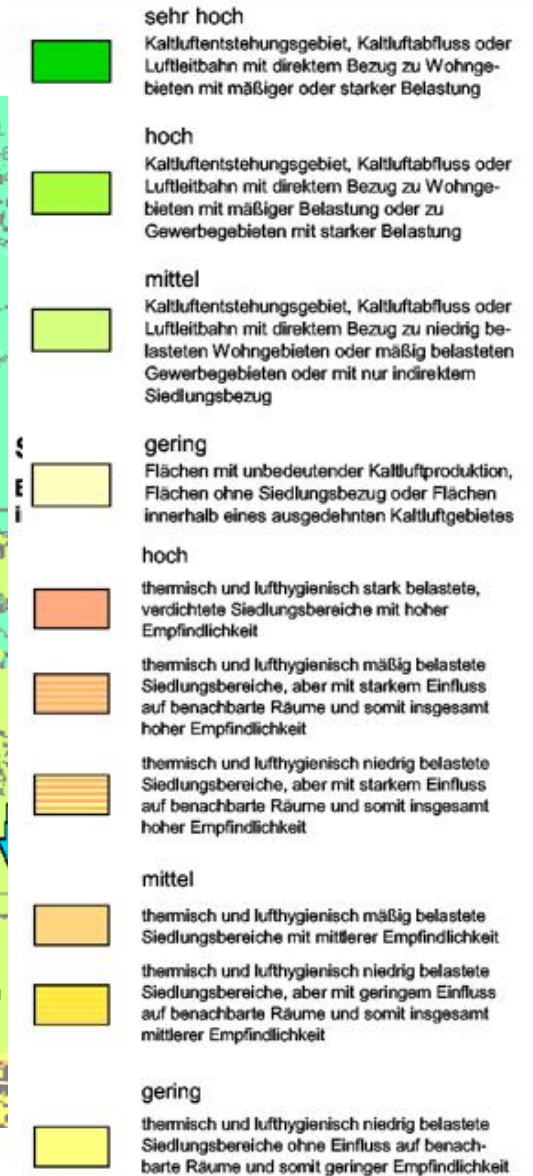 sehr hoch
Kaltluftentstehungsgebiet, Kaltluftabfluss oder
Luftleitbahn mit direktem Bezug zu Wohnge-
bieten mit mäßiger oder starker Belastung
hoch
Kaltluftentstehungsgebiet, Kaltluftabfluss oder
Luftleitbahn mit direktem Bezug zu Wohnge-
bieten mit mäßiger Belastung oder zu
Gewerbegebieten mit starker Belastung
mittel
Kaltluftentstehungsgebiet, Kaltluftabfluss oder
Luftleitbahn mit direktem Bezug zu niedrig be-
lasteten Wohngebieten oder mäßig belasteten
Gewerbegebieten oder mit nur indirektem
Siedlungsbezug
gering
Flächen mit unbedeutender Kaltluftproduktion,
Flächen ohne Siedlungsbezug oder Flächen
innerhalb eines ausgedehnten Kaltluftgebietes
hoch
thermisch und lufthygienisch stark belastete,
verdichtete Siedlungsbereiche mit hoher
Empfindlichkeit
thermisch und lufthygienisch mäßig belastete
Siedlungsbereiche, aber mit starkem Einfluss
auf benachbarte Räume und somit insgesamt
hoher Empfindlichkeit
thermisch und lufthygienisch niedrig belastete
Siedlungsbereiche, aber mit starkem Einfluss
auf benachbarte Räume und somit insgesamt
hoher Empfindlichkeit
mittel
thermisch und lufthygienisch mäßig belastete
Siedlungsbereiche mit mittlerer Empfindlichkeit
thermisch und lufthygienisch niedrig belastete
Siedlungsbereiche, aber mit geringem Einfluss
auf benachbarte Räume und somit insgesamt
mittlerer Empfindlichkeit
gering
thermisch und lufthygienisch niedrig belastete
Siedlungsbereiche ohne Einfluss auf benach-
barte Räume und somit geringer Empfindlichkeit